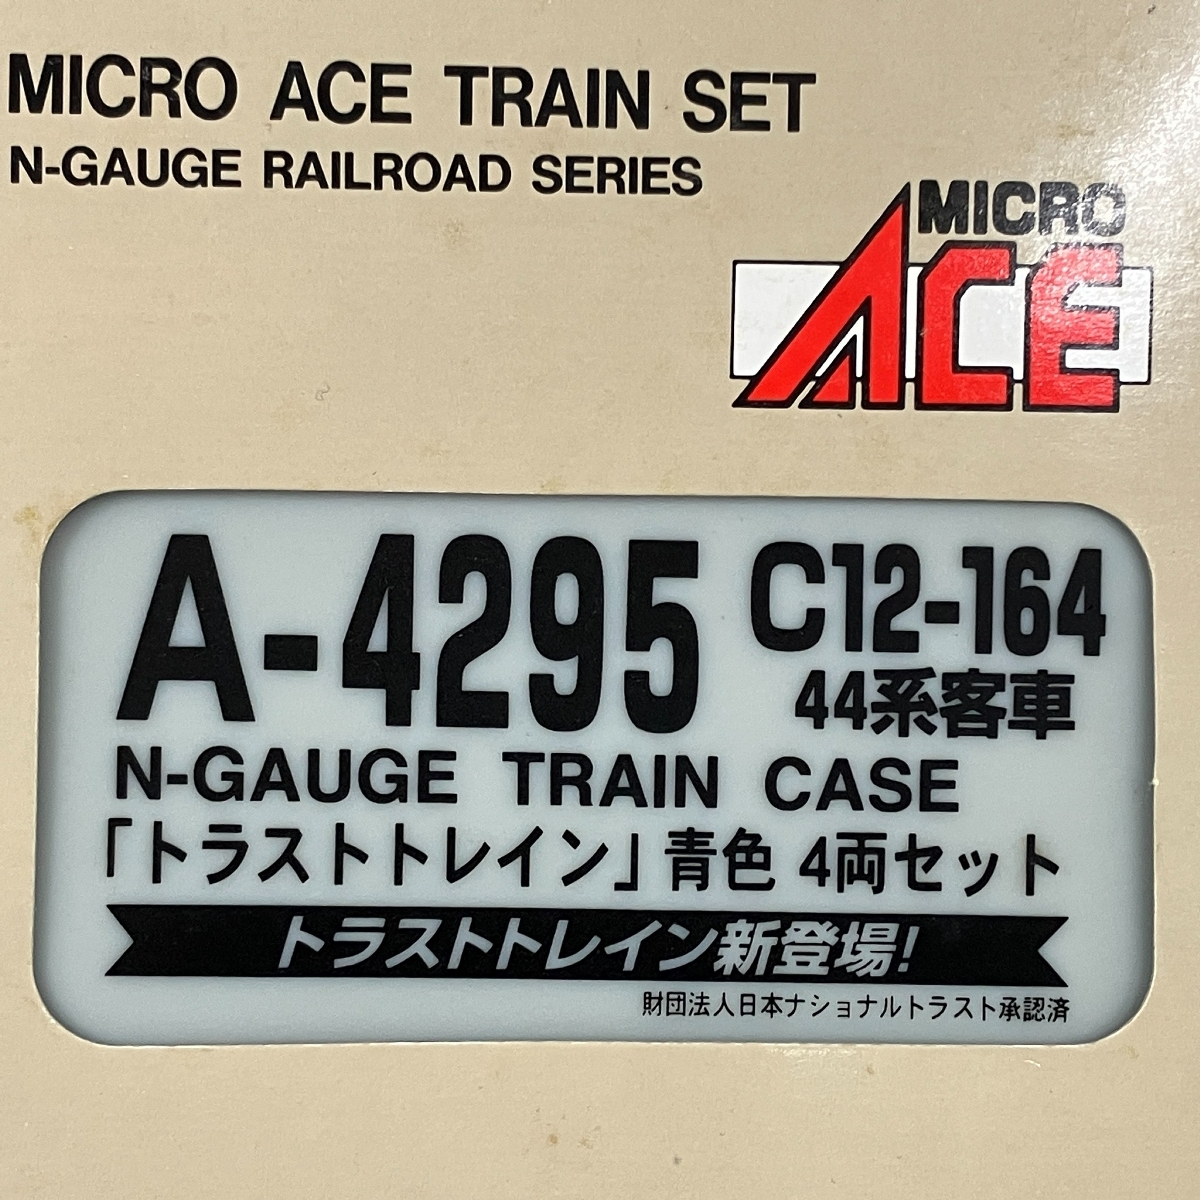 MICRO ACE TRAIN SET
N-GAUGE RAILROAD SERIES
MICRO
ACE
A-4295 C12-164
44系客車
N-GAUGE TRAIN CASE
「トラストトレイン」青色 4両セット
トラストトレイン新登場!
財団法人日本ナショナルトラスト承認済